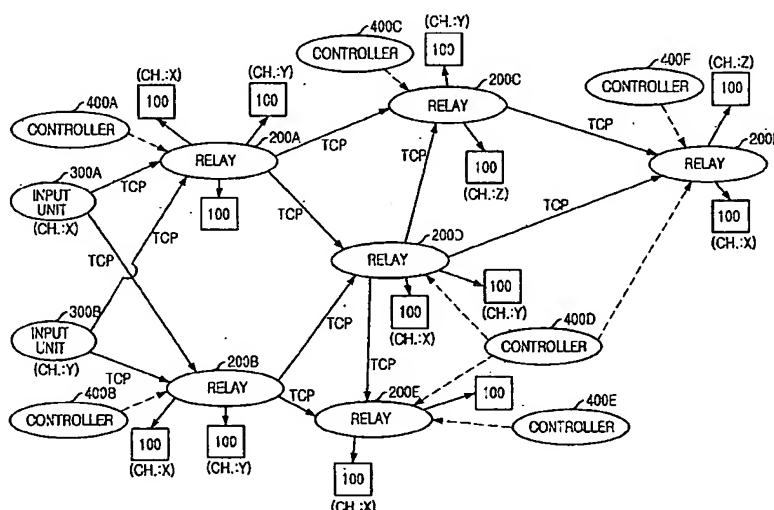 400C
(CH.:Y)
CONTROLLER
100
400F
(CH.:Z)
(CH.:X)
(CH.:Y)
200C
CONTROLLER
100
400A
100
100
200A
RELAY
CONTROLLER
TCP
TCP
RELAY
RELAY
300A
TCP
100
TCP
INPUT
UNIT
100
TCP
TCP
100
(CH.:X)
TCP
(CH.:Z)
TCP
(CH.:X)
TCP
200D
RELAY
300B
TCP
100
400D
INPUT
UNIT
100
(CH.:Y)
(CH.:X)
CONTROLLER
(CH.:Y)
TCP
200B
TCP
400B
RELAY
TCP
200E
100
400E
CONTROLLER
RELAY
CONTROLLER
100
100
(CH.:X)
(CH.:Y)
100
(CH.:X)